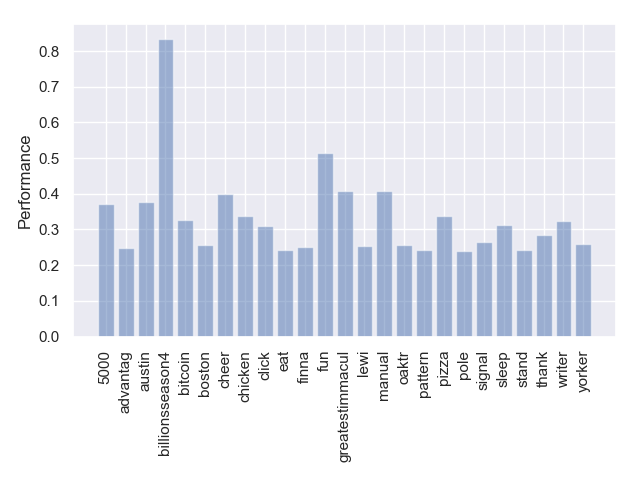 0.8
0.7
0.6
0.5
0.4
0.3
0.2
0.1
0.0
Performance
5000
advantag
austin
billionsseason4
bitcoin
boston
cheer
chicken
dick
eat
finna
fun
greatestimmacul
lewi
manual
oaktr
pattern
pizza
pole
signal
sleep
stand
thank
writer
yorker